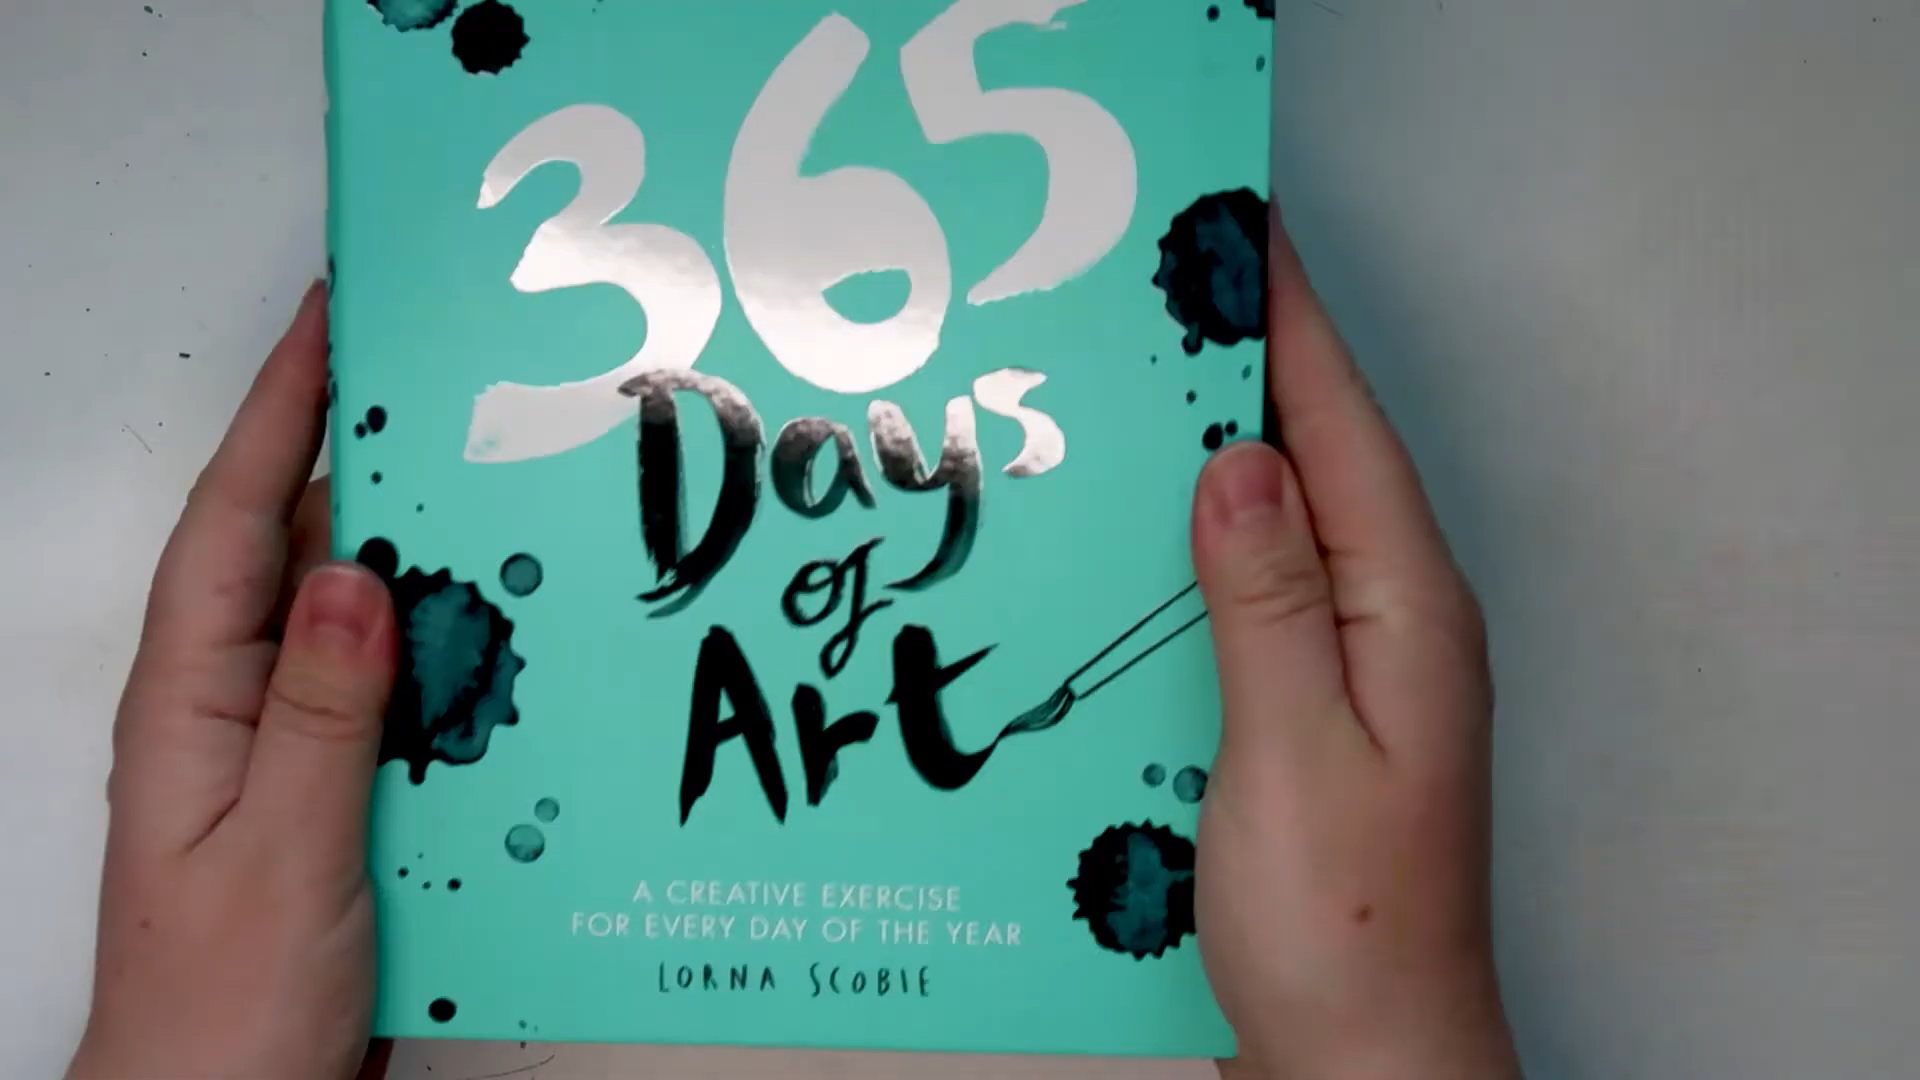 365
Days
of
Art
A CREATIVE EXERCISE
FOR EVERY DAY OF THE YEAR
LORNA SCOBIE